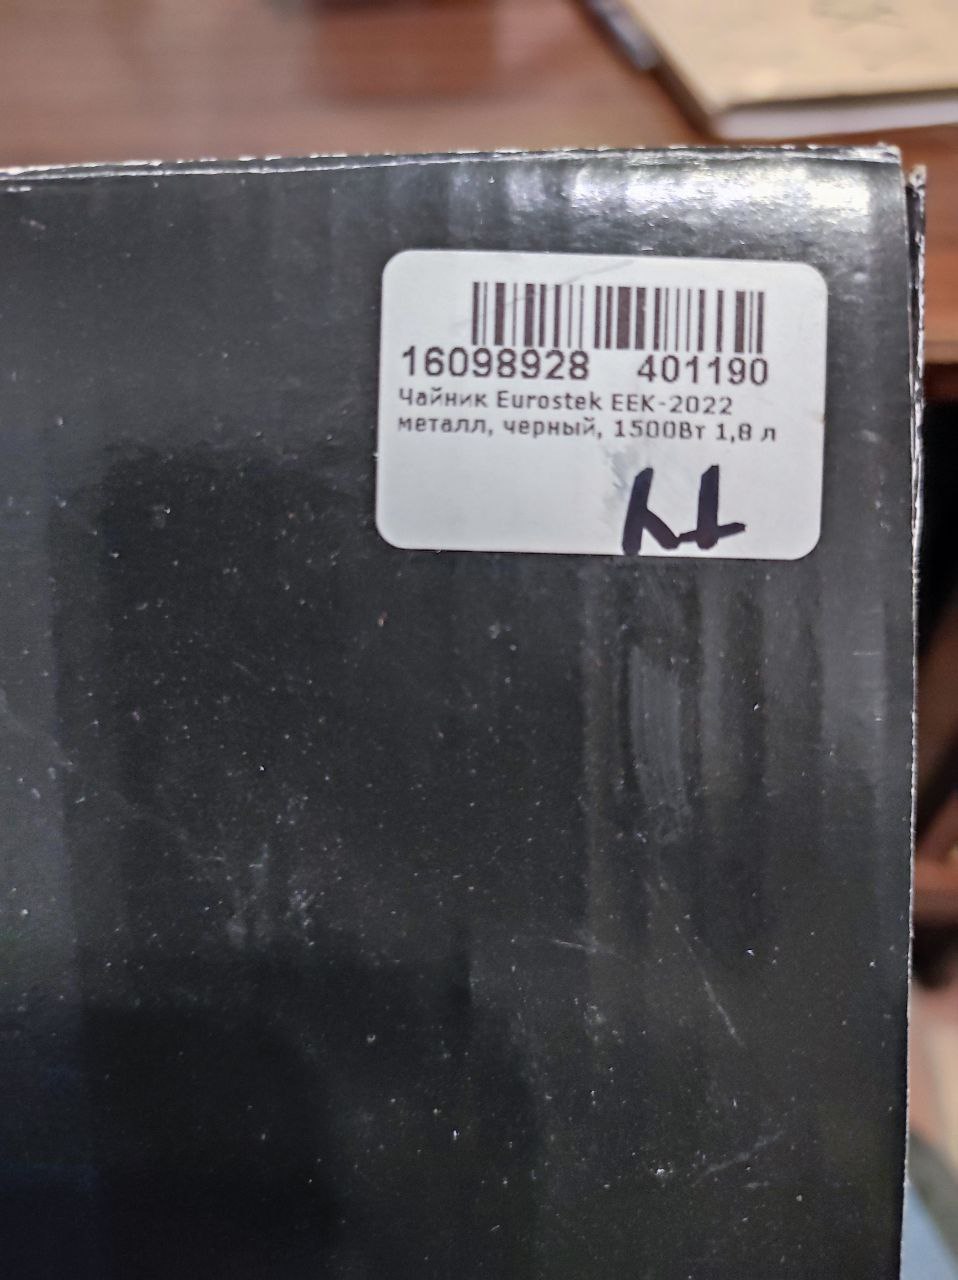 16098928 401190
Чайник Eurostek EEK-2022
металл, черный, 1500Вт 1,8 л